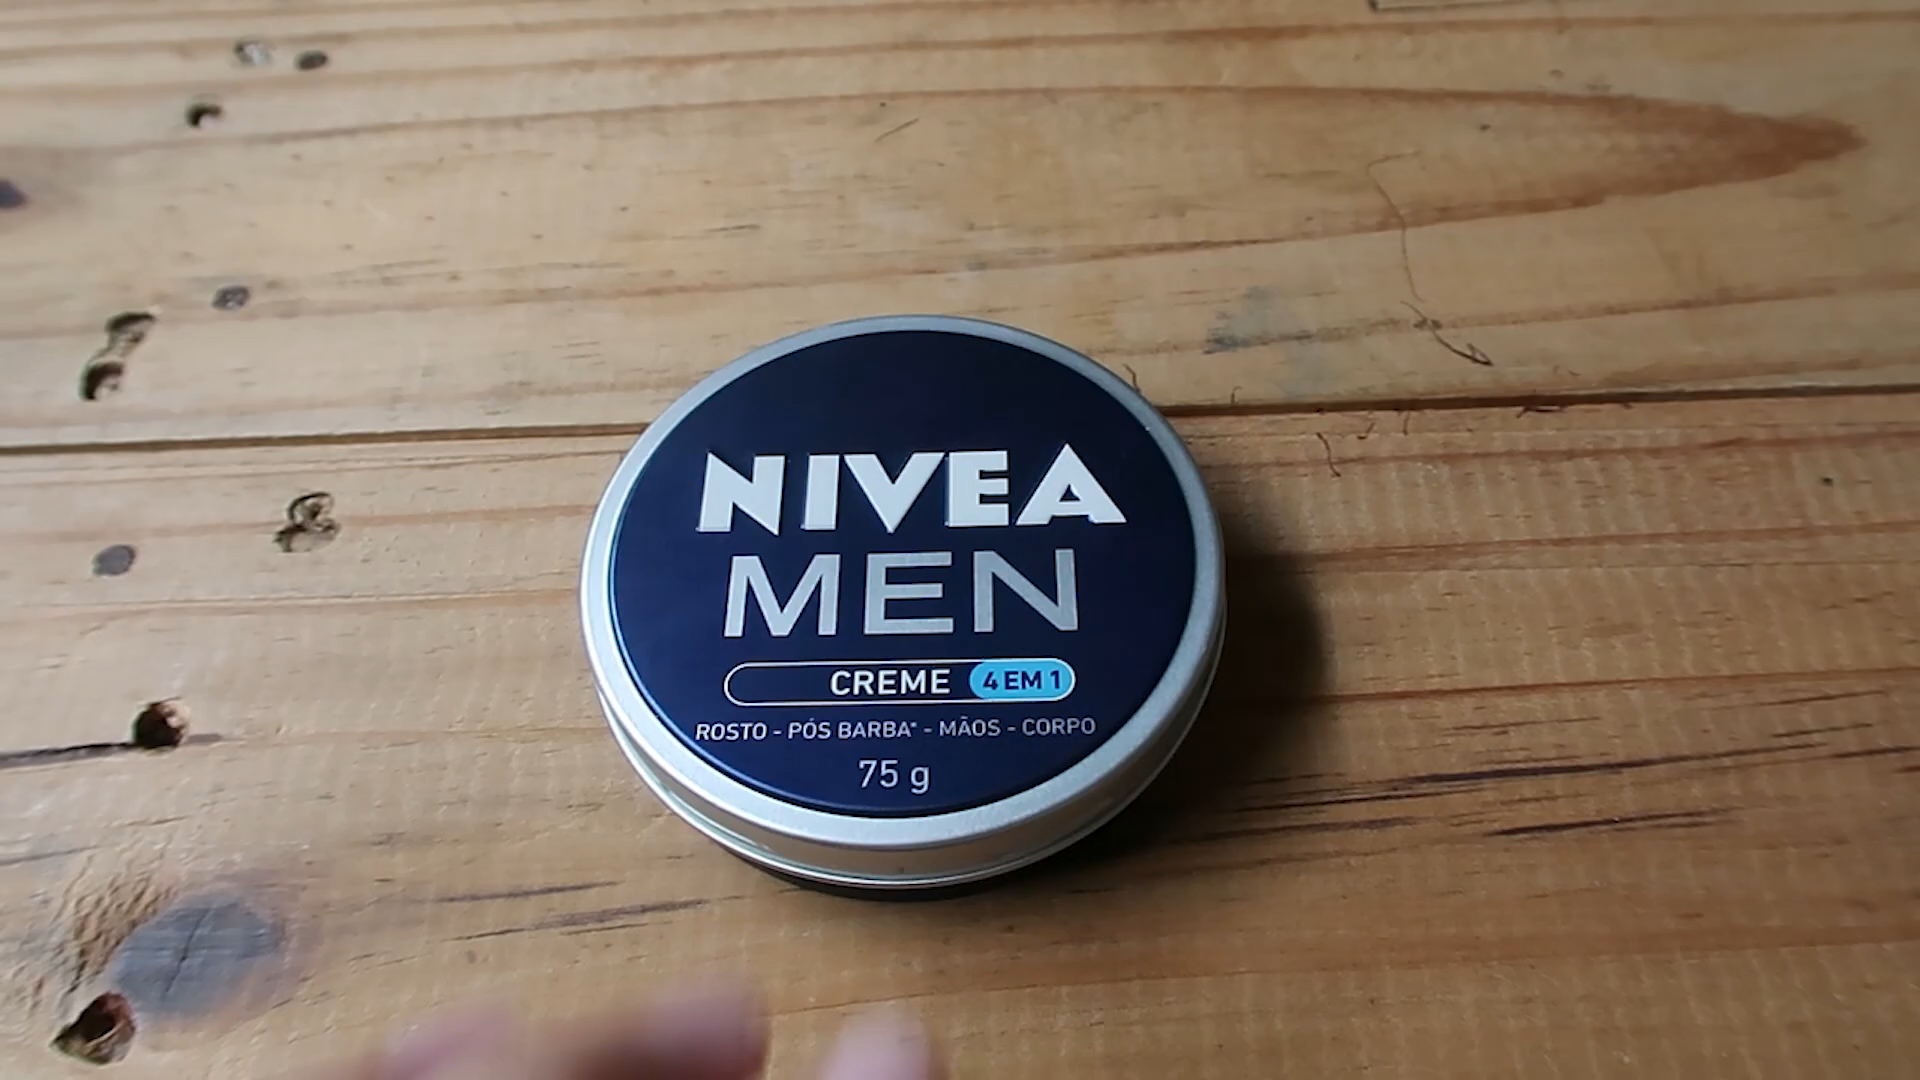 NIVEA
MEN
CREME 4 EM 1
ROSTO - PÓS BARBA* - MÃOS - CORPO
75 g